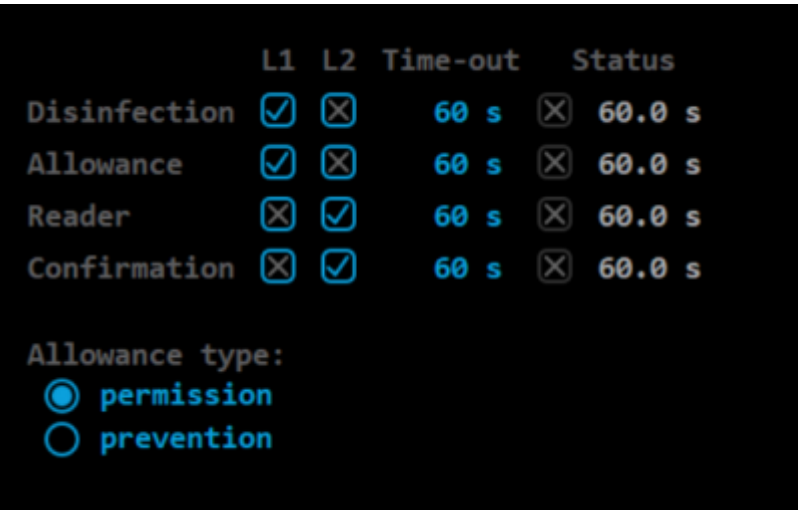 L1 L2 Time-out Status
Disinfection 60 s 60.0 s
Allowance 60 s 60.0 s
Reader 60 s 60.0 s
Confirmation 60 s 60.0 s
Allowance type:
permission
prevention